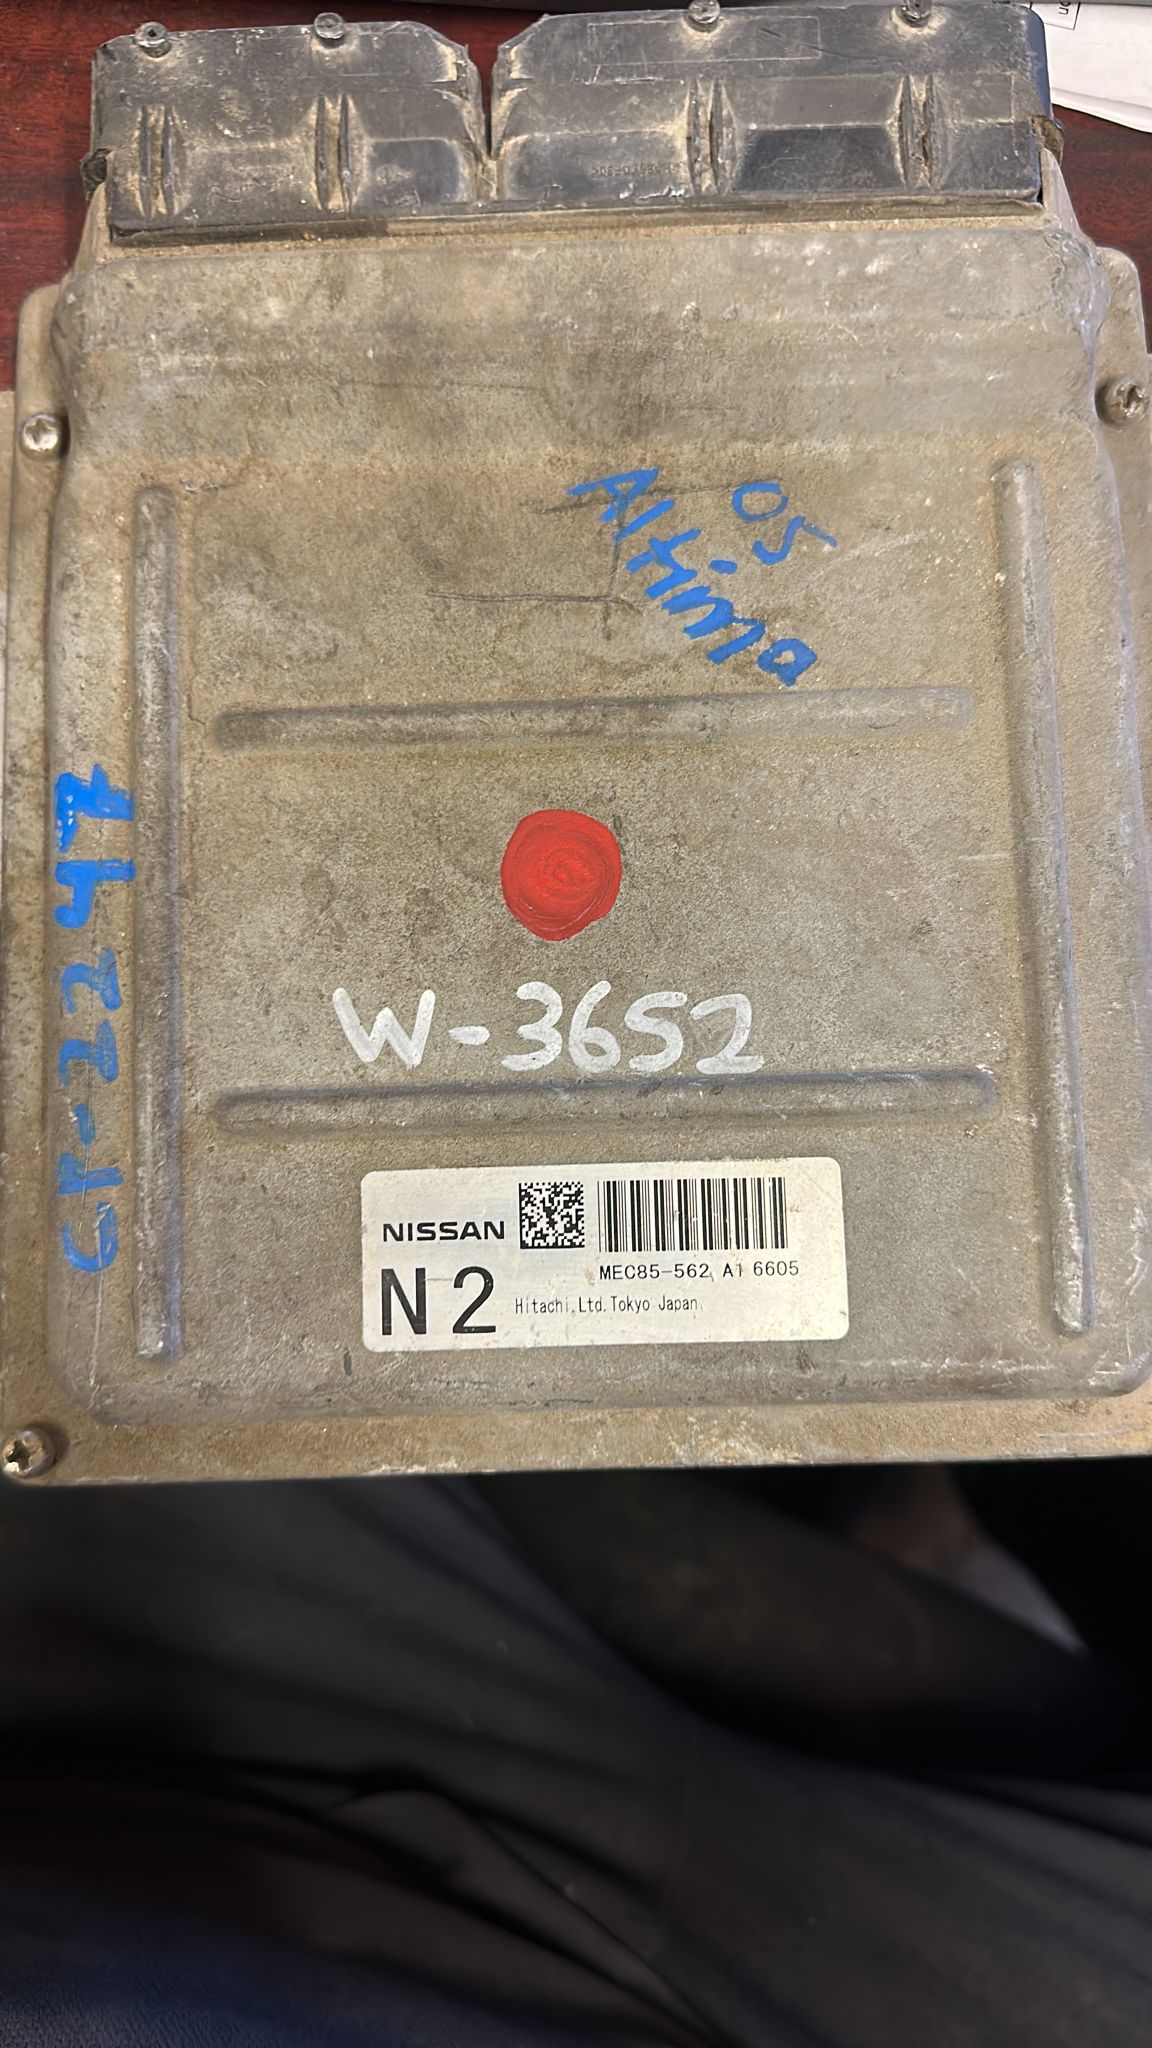 05
Altima
GR-2247
W-3652
NISSAN
MEC85-562 A1 6605
N2
Hitachi,Ltd.Tokyo Japan.